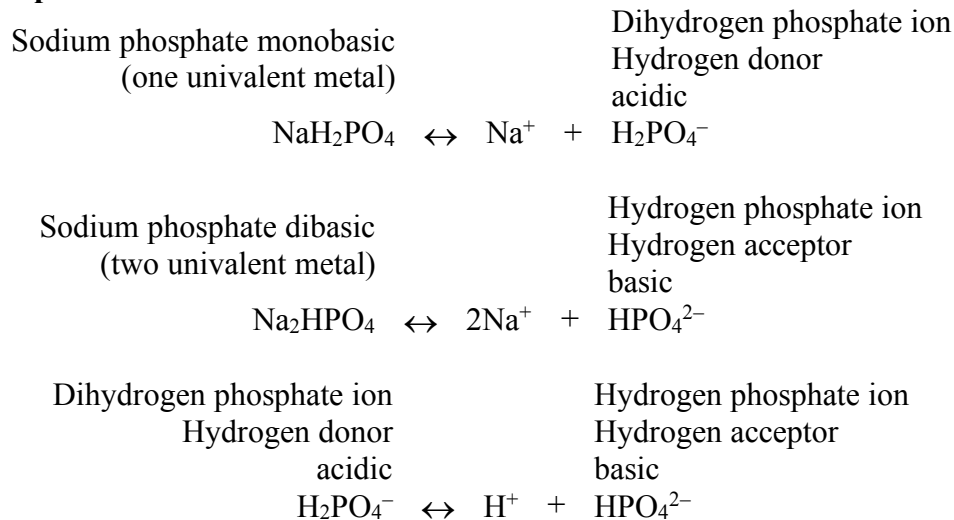 Sodium phosphate monobasic
(one univalent metal)
Dihydrogen phosphate ion
Hydrogen donor
acidic
NaH₂PO₄ ↔ Na⁺ + H₂PO₄⁻
Sodium phosphate dibasic
(two univalent metal)
Hydrogen phosphate ion
Hydrogen acceptor
basic
Na₂HPO₄ ↔ 2Na⁺ + HPO₄²⁻
Dihydrogen phosphate ion
Hydrogen donor
acidic
Hydrogen phosphate ion
Hydrogen acceptor
basic
H₂PO₄⁻ ↔ H⁺ + HPO₄²⁻